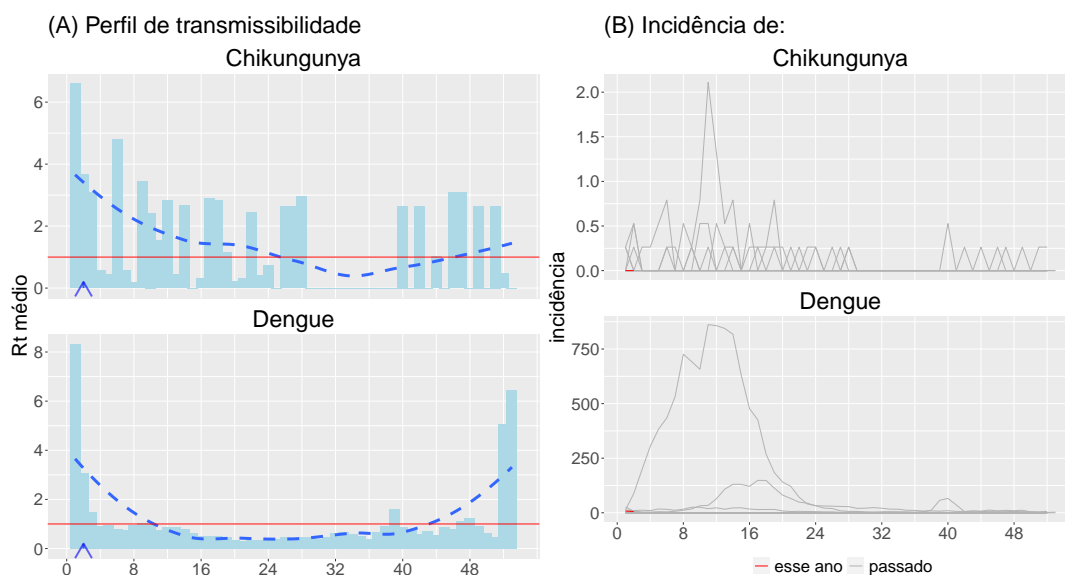 (A) Perfil de transmissibilidade
Chikungunya
6
4
2
0
Dengue
8
6
4
2
0
0 8 16 24 32 40 48
Rt médio
(B) Incidência de:
Chikungunya
2.0
1.5
1.0
0.5
0.0
Dengue
750
500
250
0
0 8 16 24 32 40 48
incidência
esse ano passado